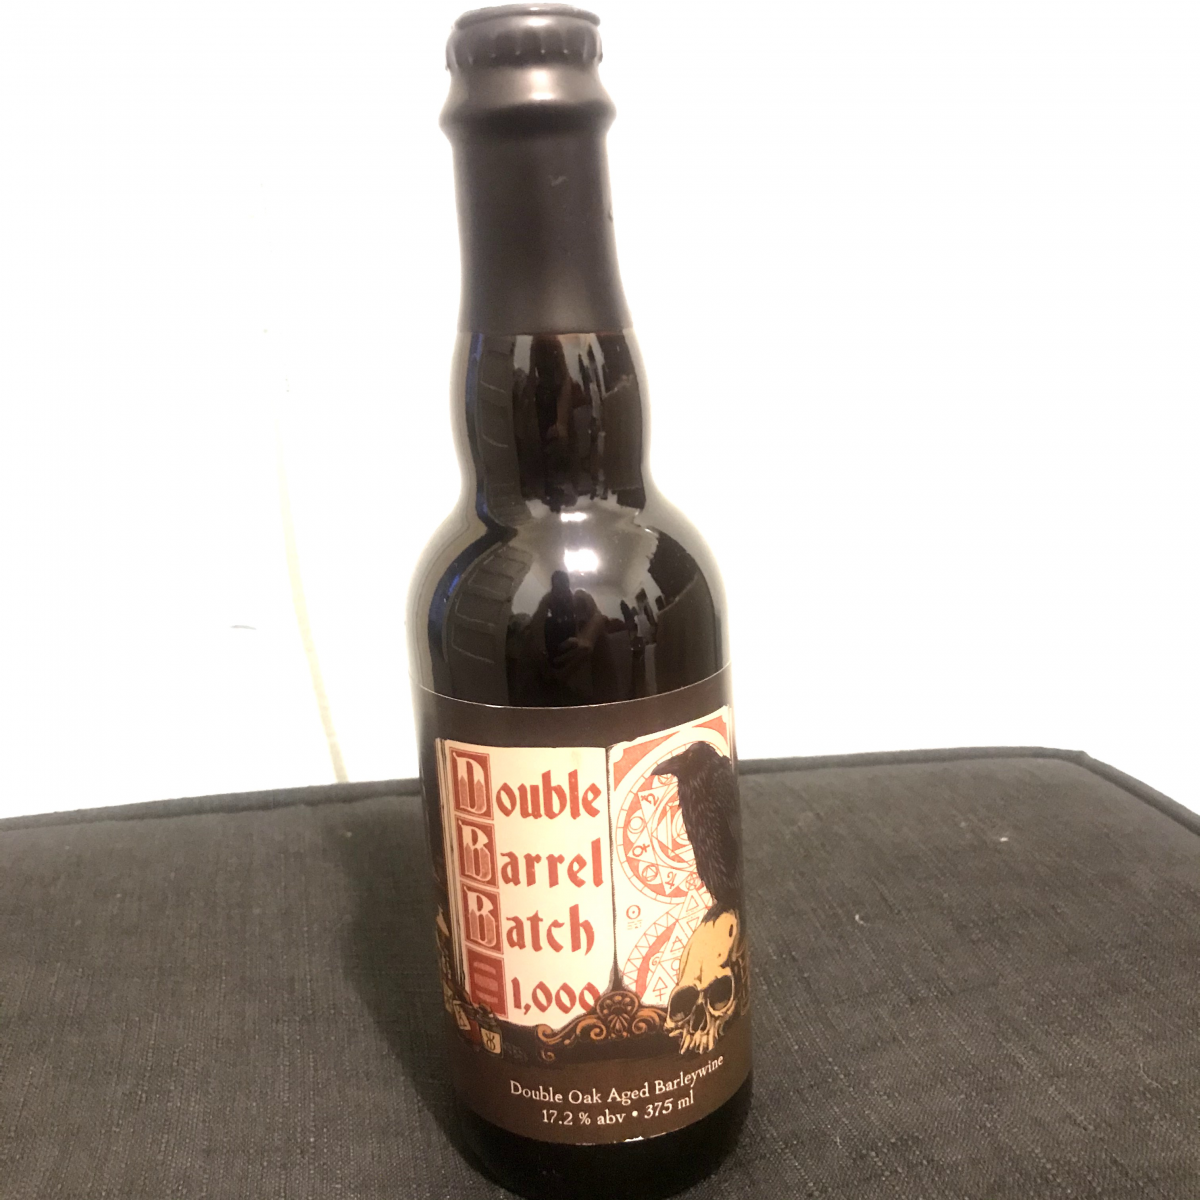 Double
Barrel
Batch
1,000
Double Oak Aged Barleywine
17.2 % abv • 375 ml